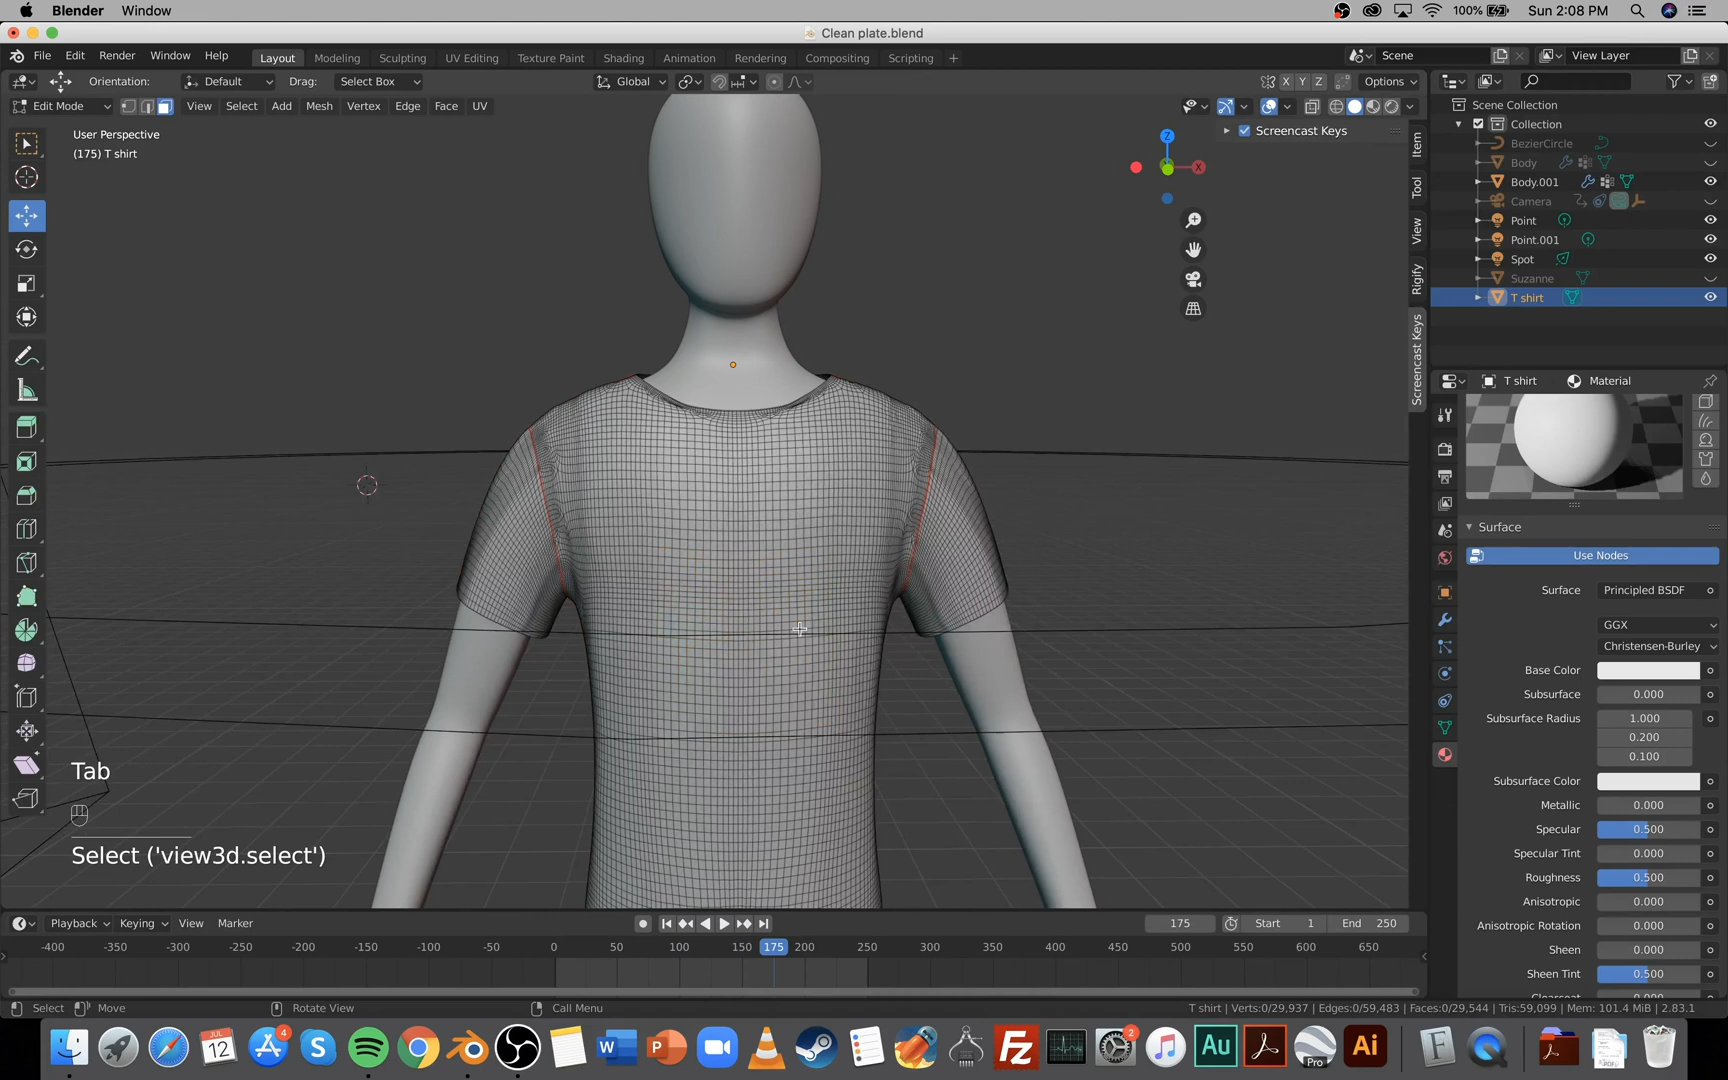 Blender Window
100% Sun 2:08 PM
Clean plate.blend
File Edit Render Window Help Layout Modeling Sculpting UV Editing Texture Paint Shading Animation Rendering Compositing Scripting Scene View Layer
Orientation: Default Drag: Select Box Global X Y Z Options
Edit Mode View Select Add Mesh Vertex Edge Face UV
User Perspective
(175) T shirt
Screencast Keys
Z
X
Item
Tool
View
Rigify
Screencast Keys
Scene Collection
Collection
BezierCircle
Body
Body.001
Camera
Point
Point.001
Spot
Suzanne
T shirt
T shirt Material
Surface
Use Nodes
Surface Principled BSDF
GGX
Christensen-Burley
Base Color
Subsurface 0.000
Subsurface Radius 1.000
0.200
0.100
Subsurface Color
Metallic 0.000
Specular 0.500
Specular Tint 0.000
Roughness 0.500
Anisotropic 0.000
Anisotropic Rotation 0.000
Sheen 0.000
Sheen Tint 0.500
Tab
Select ('view3d.select')
Playback Keying View Marker 175 Start 1 End 250
-400 -350 -300 -250 -200 -150 -100 -50 0 50 100 150 175 200 250 300 350 400 450 500 550 600 650
Select Move Rotate View Call Menu T shirt | Verts:0/29,937 | Edges:0/59,483 | Faces:0/29,544 | Tris:59,099 | Mem: 101.4 MiB | 2.83.1
JUL
12
4
W
P
Fz
2
Pro
Au
Ai
F